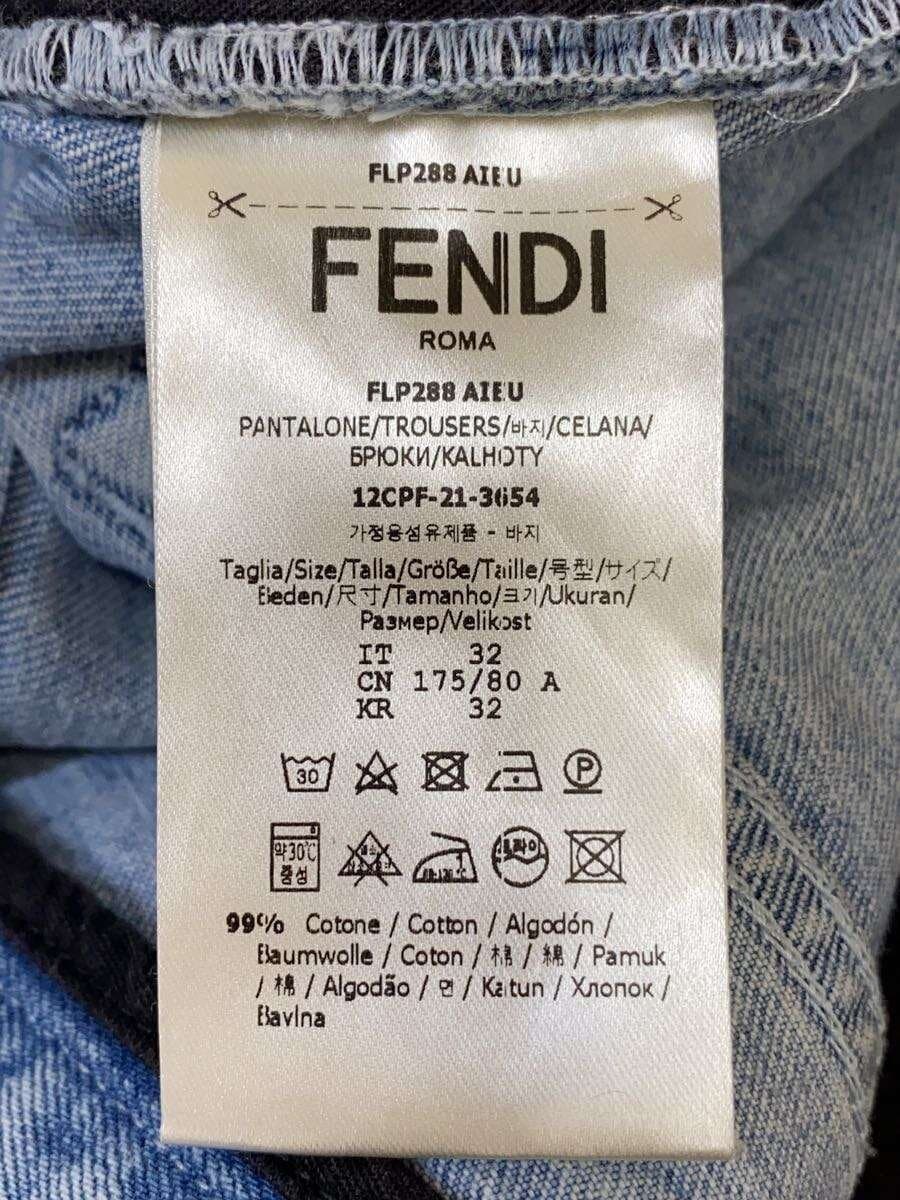 FLP288 AIEU
FENDI
ROMA
FLP288 AIEU
PANTALONE/TROUSERS/바지/CELANA/
БРЮКИ/KALHOTY
12CPF-21-3654
가정용섬유제품 - 바지
Taglia/Size/Talla/Größe/Taille/号型/サイズ/
Beden/尺寸/Tamanho/크기/Ukuran/
Размер/Velikost
IT 32
CN 175/80 A
KR 32
30 P
약30℃
중성
99% Cotone / Cotton / Algodón /
Baumwolle / Coton / 棉 / 綿 / Pamuk
/ 棉 / Algodão / 면 / Katun / Хлопок /
Bavlna